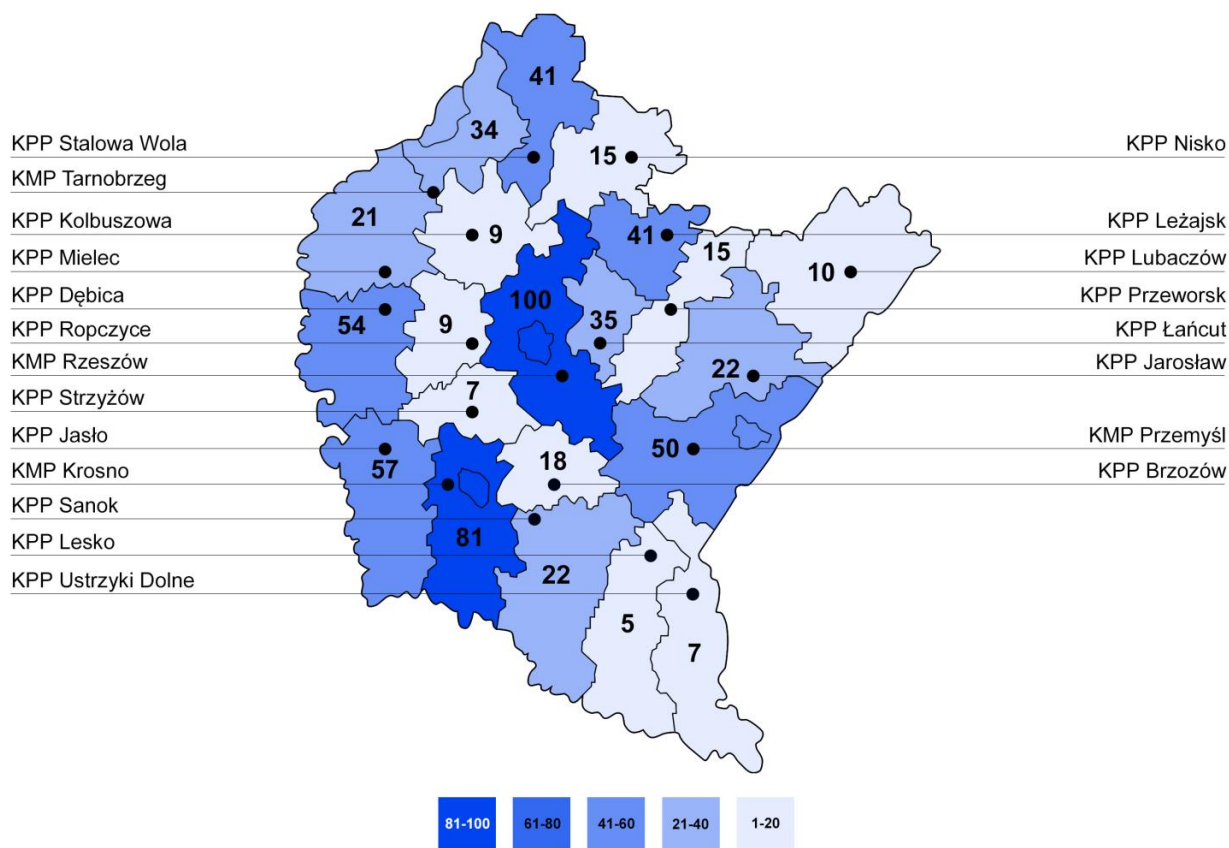 41
34
KPP Stalowa Wola
15
KPP Nisko
KMP Tarnobrzeg
21
KPP Kolbuszowa
9
41
KPP Leżajsk
15
KPP Mielec
10
KPP Lubaczów
KPP Dębica
100
KPP Przeworsk
54
9
35
KPP Ropczyce
KPP Łańcut
KMP Rzeszów
22
KPP Jarosław
KPP Strzyżów
7
KPP Jasło
50
KMP Przemyśl
57
18
KMP Krosno
KPP Brzozów
KPP Sanok
81
KPP Lesko
22
KPP Ustrzyki Dolne
5
7
81-100
61-80
41-60
21-40
1-20